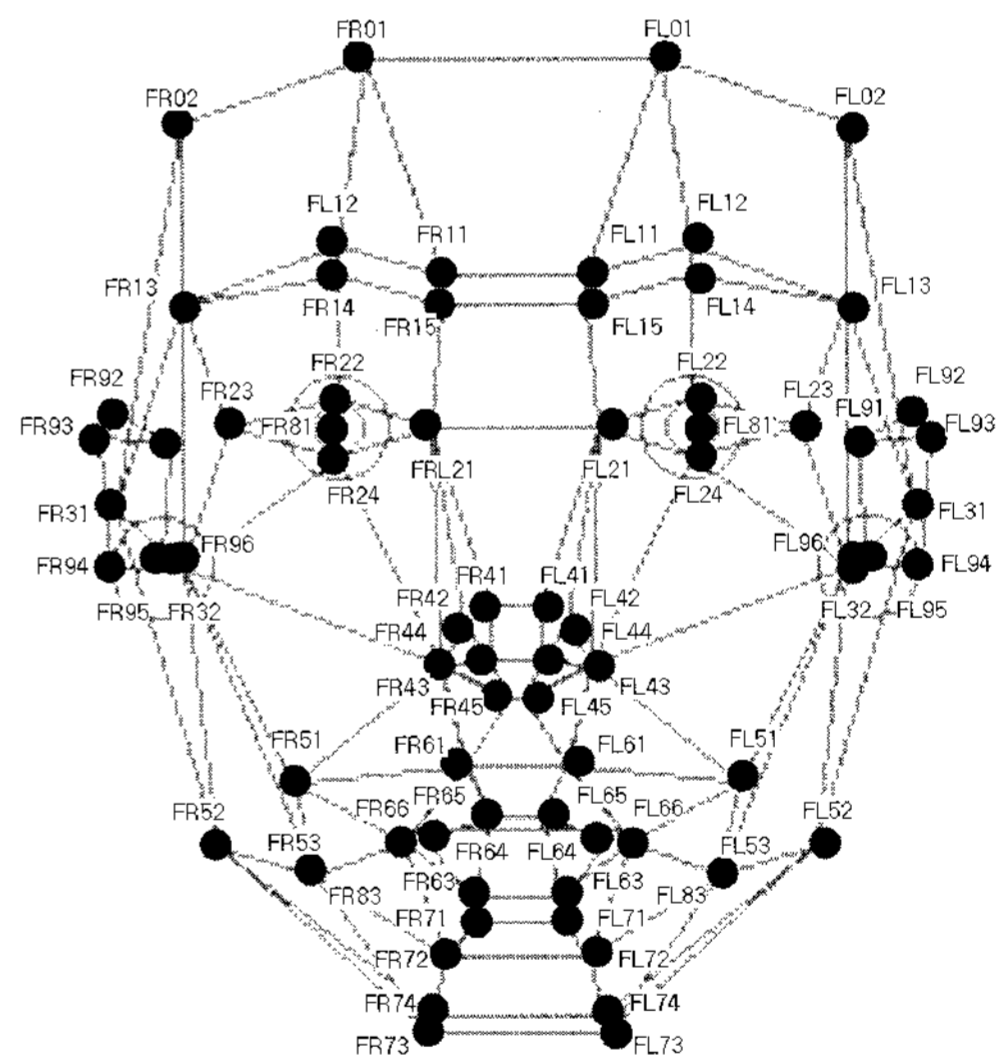 FR01 FL01
FR02 FL02
FL12 FL12
FR11 FL11
FR13 FL13
FR14 FL14
FR15 FL15
FR22 FL22
FR92 FL92
FR23 FL23
FR93 FR81 FL81 FL91 FL93
FRL21 FL21
FR24 FL24
FR31 FL31
FR96 FL96
FR94 FL94
FR41 FL41
FR42 FL42
FR95 FR32 FL32 FL95
FR44 FL44
FR43 FL43
FR45 FL45
FR51 FR61 FL61 FL51
FR65 FL65
FR52 FR66 FL66 FL52
FR53 FR64 FL64 FL53
FR63 FL63
FR83 FL83
FR71 FL71
FR72 FL72
FR74 FL74
FR73 FL73